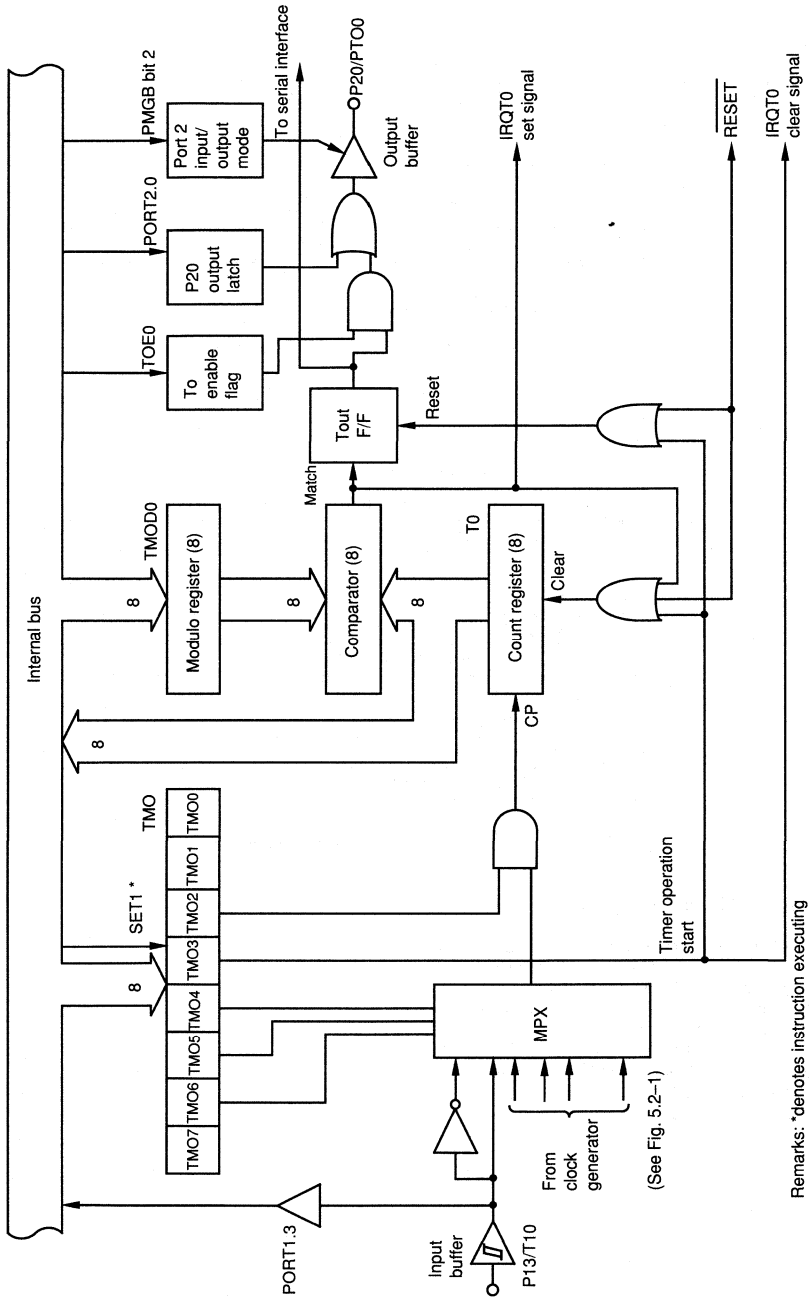 Internal bus
8
SET1 *
TMO
TMO7
TMO6
TMO5
TMO4
TMO3
TMO2
TMO1
TMO0
8
8
TMOD0
Modulo register (8)
8
Comparator (8)
8
Match
T0
Count register (8)
Clear
CP
TOE0
To
enable
flag
PORT2.0
P20
output
latch
PMGB bit 2
Port 2
input/
output
mode
To serial interface
P20/PTO0
Output
buffer
Tout
F/F
Reset
IRQT0
set signal
RESET
IRQT0
clear signal
Timer operation
start
MPX
PORT1.3
Input
buffer
P13/T10
From
clock
generator
(See Fig. 5.2–1)
Remarks: *denotes instruction executing